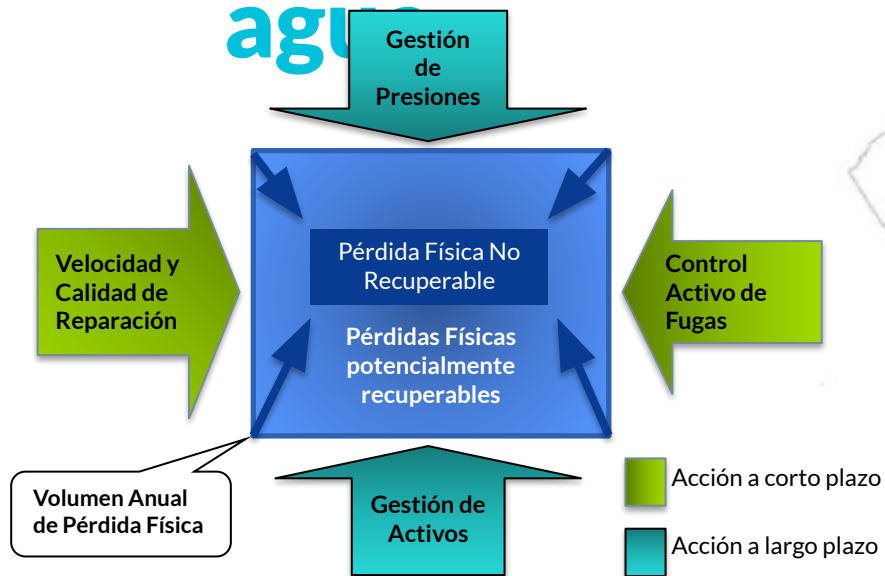 Gestión
de
Presiones
Velocidad y
Calidad de
Reparación
Pérdida Física No
Recuperable
Pérdidas Físicas
potencialmente
recuperables
Control
Activo de
Fugas
Volumen Anual
de Pérdida Física
Gestión de
Activos
Acción a corto plazo
Acción a largo plazo